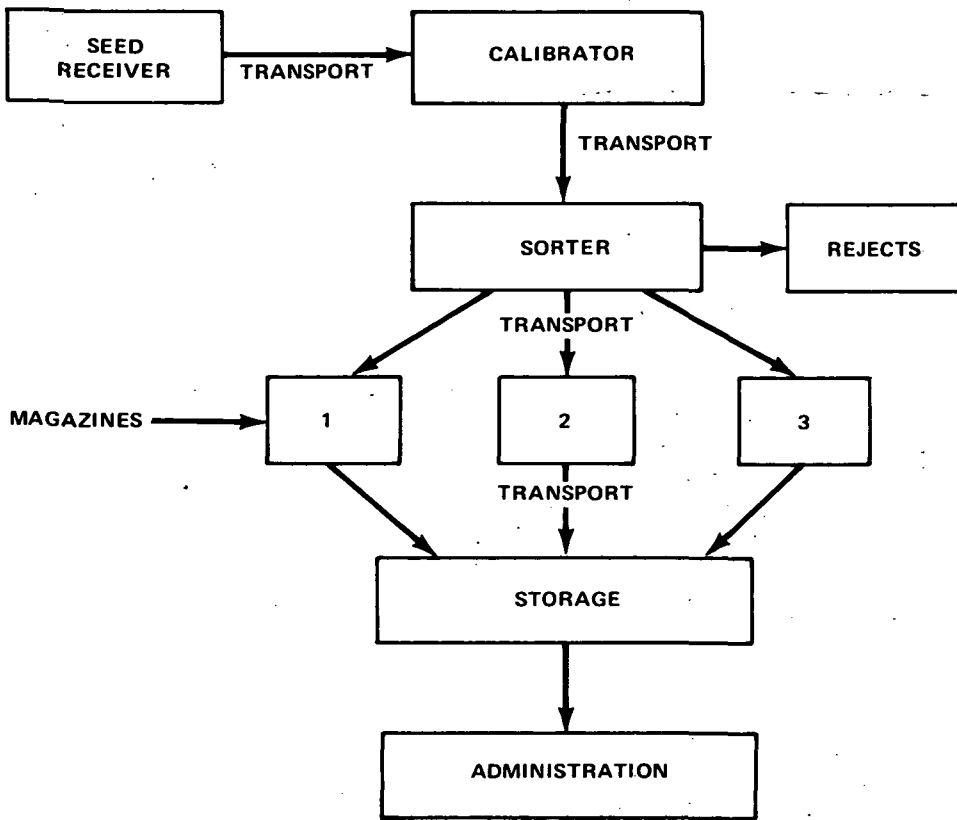 SEED
RECEIVER
TRANSPORT
CALIBRATOR
TRANSPORT
SORTER
REJECTS
TRANSPORT
MAGAZINES
1
2
3
TRANSPORT
STORAGE
ADMINISTRATION